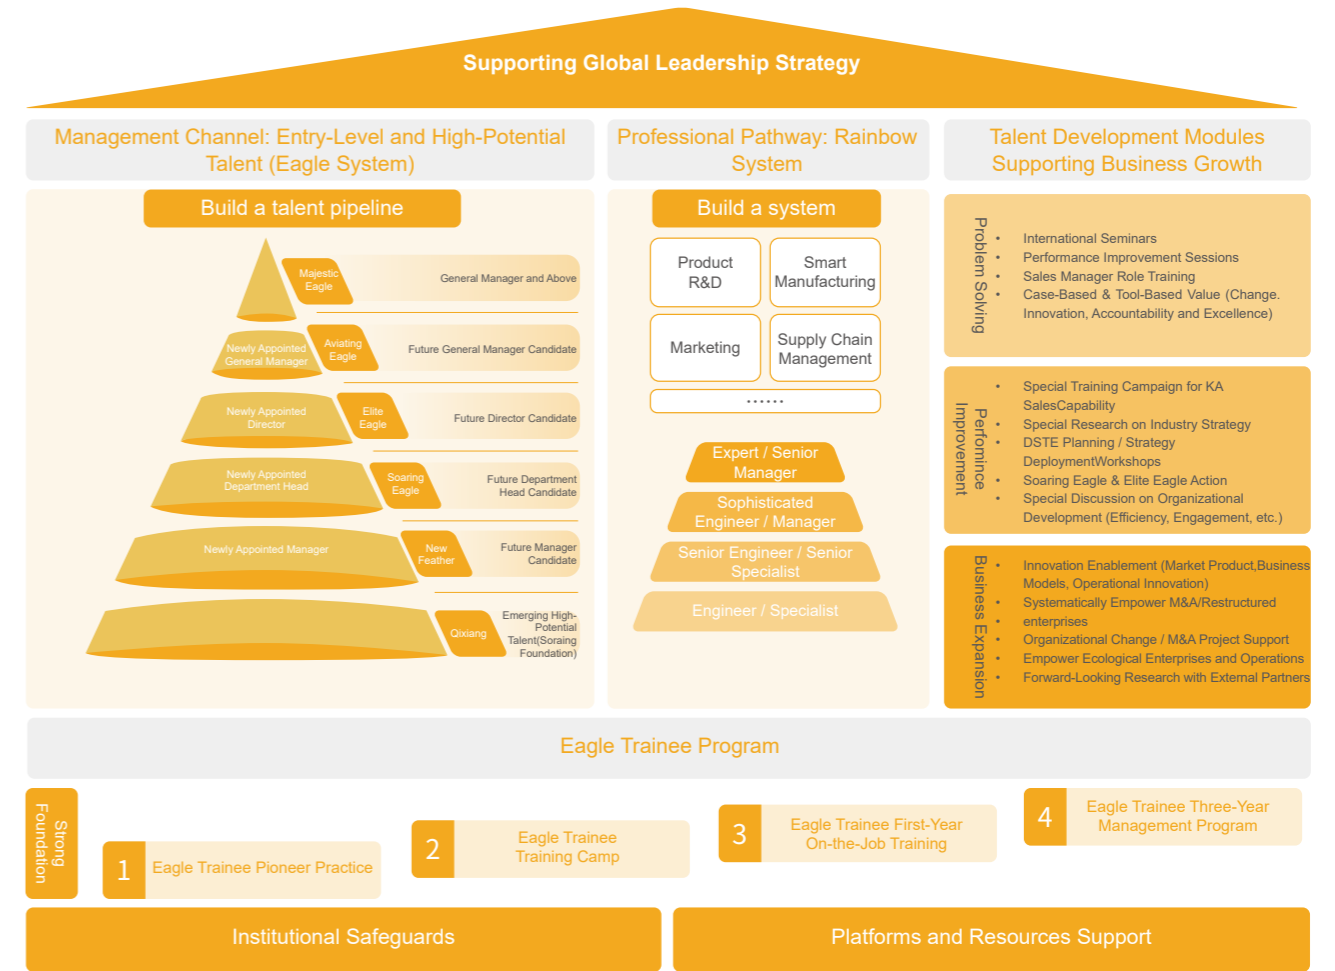 Supporting Global Leadership Strategy
Management Channel: Entry-Level and High-Potential
Talent (Eagle System)
Build a talent pipeline
Majestic
Eagle
General Manager and Above
Newly Appointed
General Manager
Aviating
Eagle
Future General Manager Candidate
Newly Appointed
Director
Elite
Eagle
Future Director Candidate
Newly Appointed
Department Head
Soaring
Eagle
Future Department
Head Candidate
Newly Appointed Manager
New
Feather
Future Manager
Candidate
Qixiang
Emerging High-
Potential
Talent(Soraing
Foundation)
Professional Pathway: Rainbow
System
Build a system
Product
R&D
Smart
Manufacturing
Marketing
Supply Chain
Management
······
Expert / Senior
Manager
Sophisticated
Engineer / Manager
Senior Engineer / Senior
Specialist
Engineer / Specialist
Talent Development Modules
Supporting Business Growth
Problem Solving
• International Seminars
• Performance Improvement Sessions
• Sales Manager Role Training
• Case-Based & Tool-Based Value (Change.
Innovation, Accountability and Excellence)
Perfomince
Improvement
• Special Training Campaign for KA
SalesCapability
• Special Research on Industry Strategy
• DSTE Planning / Strategy
DeploymentWorkshops
• Soaring Eagle & Elite Eagle Action
• Special Discussion on Organizational
Development (Efficiency, Engagement, etc.)
Business Expansion
• Innovation Enablement (Market Product,Business
Models, Operational Innovation)
• Systematically Empower M&A/Restructured
• enterprises
• Organizational Change / M&A Project Support
• Empower Ecological Enterprises and Operations
• Forward-Looking Research with External Partners
Eagle Trainee Program
Strong
Foundation
1 Eagle Trainee Pioneer Practice
2 Eagle Trainee
Training Camp
3 Eagle Trainee First-Year
On-the-Job Training
4 Eagle Trainee Three-Year
Management Program
Institutional Safeguards
Platforms and Resources Support